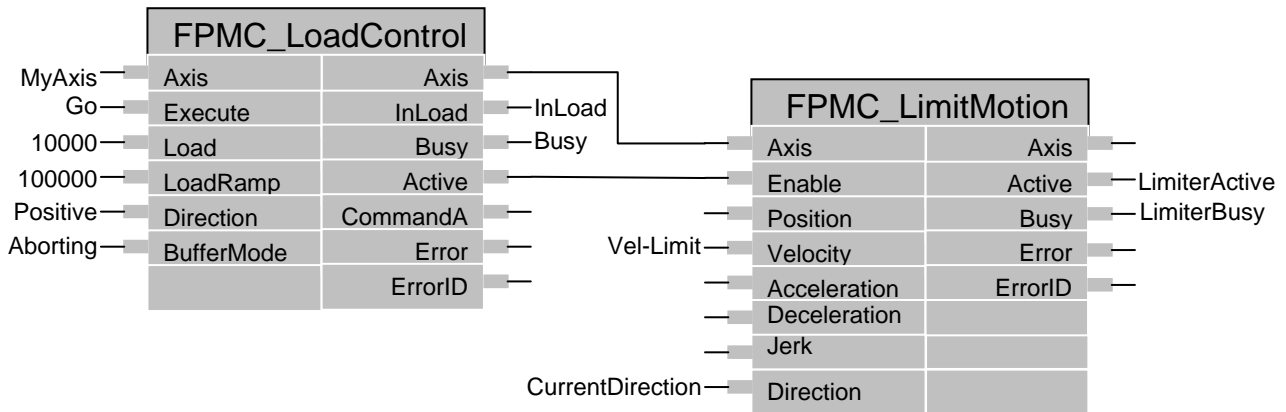 FPMC_LoadControl
MyAxis Axis Axis
Go Execute InLoad InLoad
10000 Load Busy Busy
100000 LoadRamp Active
Positive Direction CommandA
Aborting BufferMode Error
ErrorID
FPMC_LimitMotion
Axis Axis
Enable Active LimiterActive
Position Busy LimiterBusy
Vel-Limit Velocity Error
Acceleration ErrorID
Deceleration
Jerk
CurrentDirection Direction